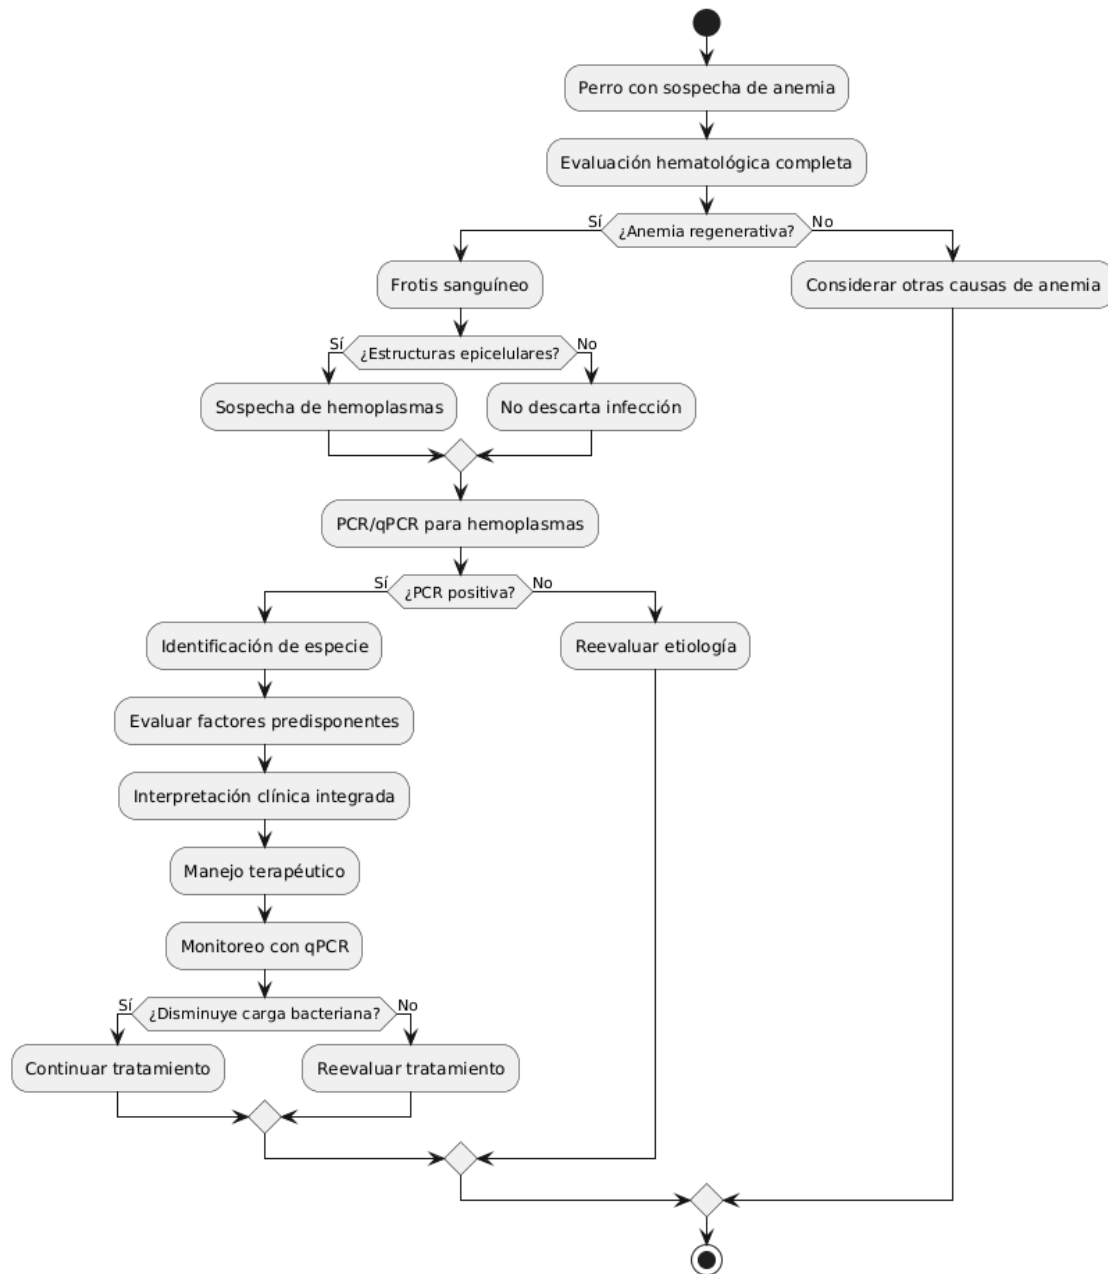 Perro con sospecha de anemia
Evaluación hematológica completa
Sí
¿Anemia regenerativa?
No
Frotis sanguíneo
Considerar otras causas de anemia
Sí
¿Estructuras epicelulares?
No
Sospecha de hemoplasmas
No descarta infección
PCR/qPCR para hemoplasmas
Sí
¿PCR positiva?
No
Identificación de especie
Reevaluar etiología
Evaluar factores predisponentes
Interpretación clínica integrada
Manejo terapéutico
Monitoreo con qPCR
Sí
¿Disminuye carga bacteriana?
No
Continuar tratamiento
Reevaluar tratamiento